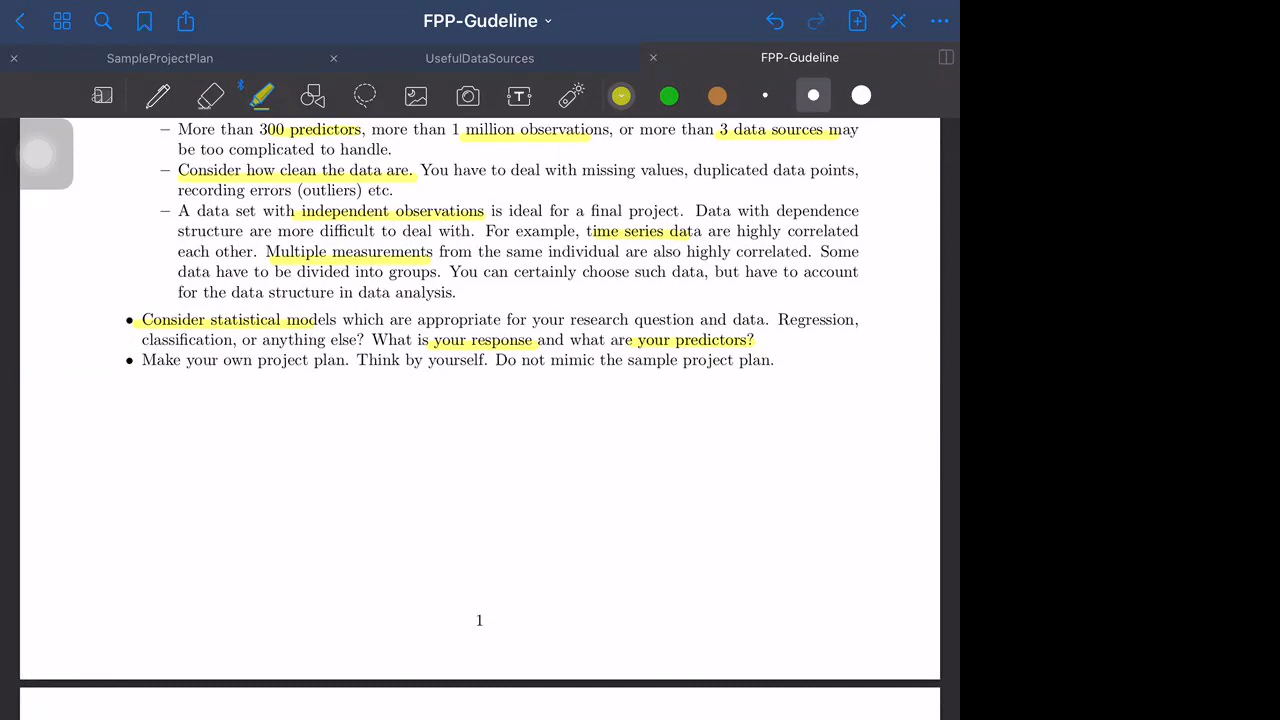 FPP-Gudeline
SampleProjectPlan
UsefulDataSources
FPP-Gudeline
– More than 300 predictors, more than 1 million observations, or more than 3 data sources may
be too complicated to handle.
– Consider how clean the data are. You have to deal with missing values, duplicated data points,
recording errors (outliers) etc.
– A data set with independent observations is ideal for a final project. Data with dependence
structure are more difficult to deal with. For example, time series data are highly correlated
each other. Multiple measurements from the same individual are also highly correlated. Some
data have to be divided into groups. You can certainly choose such data, but have to account
for the data structure in data analysis.
• Consider statistical models which are appropriate for your research question and data. Regression,
classification, or anything else? What is your response and what are your predictors?
• Make your own project plan. Think by yourself. Do not mimic the sample project plan.
1